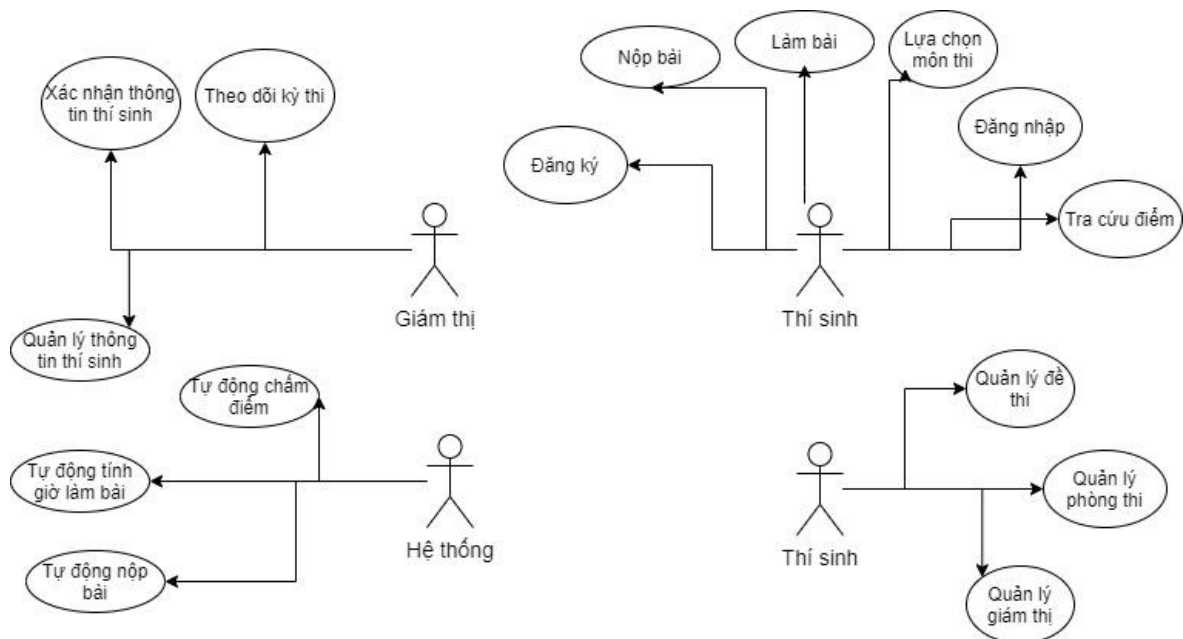 Xác nhận thông
tin thí sinh
Theo dõi kỳ thi
Quản lý thông
tin thí sinh
Giám thị
Nộp bài
Làm bài
Lựa chọn
môn thi
Đăng nhập
Đăng ký
Tra cứu điểm
Thí sinh
Tự động chấm
điểm
Tự động tính
giờ làm bài
Tự động nộp
bài
Hệ thống
Quản lý đề
thi
Quản lý
phòng thi
Quản lý
giám thị
Thí sinh